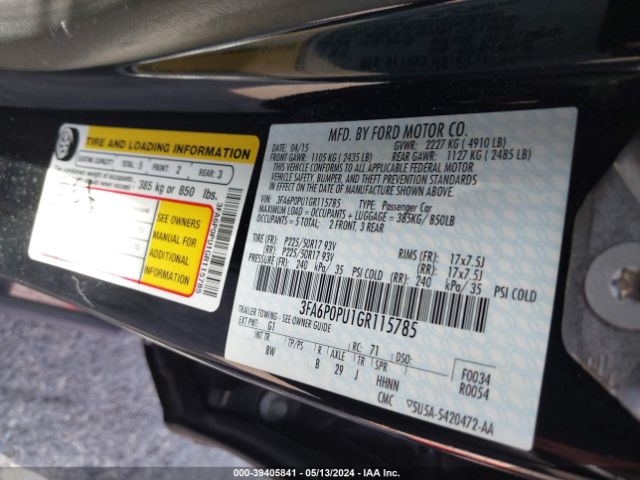 TIRE AND LOADING INFORMATION
SEATING CAPACITY TOTAL: 5 FRONT: 2 REAR: 3
385 kg or 850 lbs.
SEE OWNERS
MANUAL FOR
ADDITIONAL
INFORMATION
3FA6P0PU1GR115785
MFD. BY FORD MOTOR CO.
DATE: 04/15 GVWR: 2227 KG ( 4910 LB)
FRONT GAWR: 1105 KG ( 2435 LB) REAR GAWR: 1127 KG ( 2485 LB)
THIS VEHICLE CONFORMS TO ALL APPLICABLE FEDERAL MOTOR
VEHICLE SAFETY, BUMPER, AND THEFT PREVENTION STANDARDS
IN EFFECT ON THE DATE OF MANUFACTURE SHOWN ABOVE.
VIN: 3FA6P0PU1GR115785 TYPE: Passenger Car
MAXIMUM LOAD = OCCUPANTS + LUGGAGE = 385KG/ 850LB
OCCUPANTS = 5 TOTAL: 2 FRONT; 3 REAR
TIRE (FR): P225/50R17 93V RIMS (FR): 17x7.5J
(RR): P225/50R17 93V (RR): 17x7.5J
PRESSURE (FR): 240 kPa/ 35 PSI COLD (RR): 240 kPa/ 35 PSI COLD
3FA6P0PU1GR115785
TRAILER TOWING - SEE OWNER GUIDE
EXT PNT: G1 RC: 71 DSO: F0034
INT TR TP/PS R AXLE TR SPR R0054
BW B 29 J HHNN
CMC 5U5A-5420472-AA
000-39405841 - 05/13/2024 - IAA Inc.